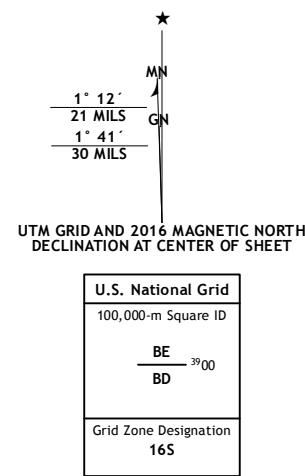 ★
MN
1° 12´
21 MILS
GN
1° 41´
30 MILS
UTM GRID AND 2016 MAGNETIC NORTH
DECLINATION AT CENTER OF SHEET
U.S. National Grid
100,000-m Square ID
BE
3900
BD
Grid Zone Designation
16S